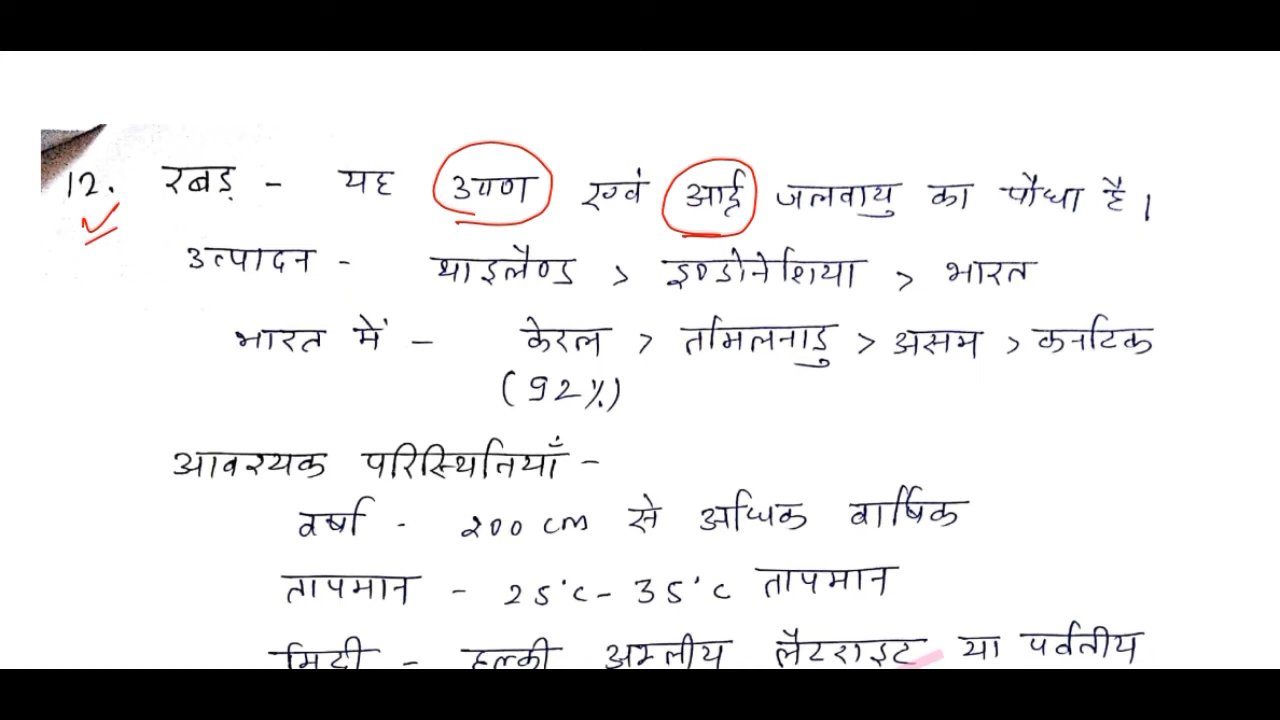 12. रबड़ - यह उष्ण एवं आर्द्र जलवायु का पौधा है।
उत्पादन - थाइलैण्ड > इण्डोनेशिया > भारत
भारत में - केरल > तमिलनाडु > असम > कर्नाटक
(92%)
आवश्यक परिस्थितियाँ -
वर्षा - 200 cm से अधिक वार्षिक
तापमान - 25°C - 35°C तापमान
मिट्टी - हल्की अम्लीय लैटराइट या पर्वतीय